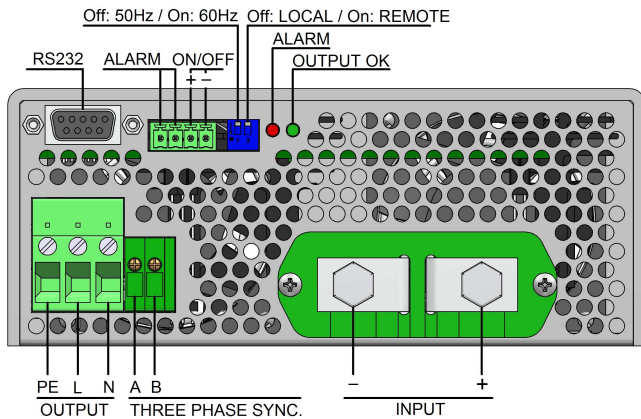 Off: 50Hz / On: 60Hz
Off: LOCAL / On: REMOTE
ALARM
RS232
ALARM
ON/OFF
OUTPUT OK
+ −
PE L N A B
− +
OUTPUT
THREE PHASE SYNC.
INPUT